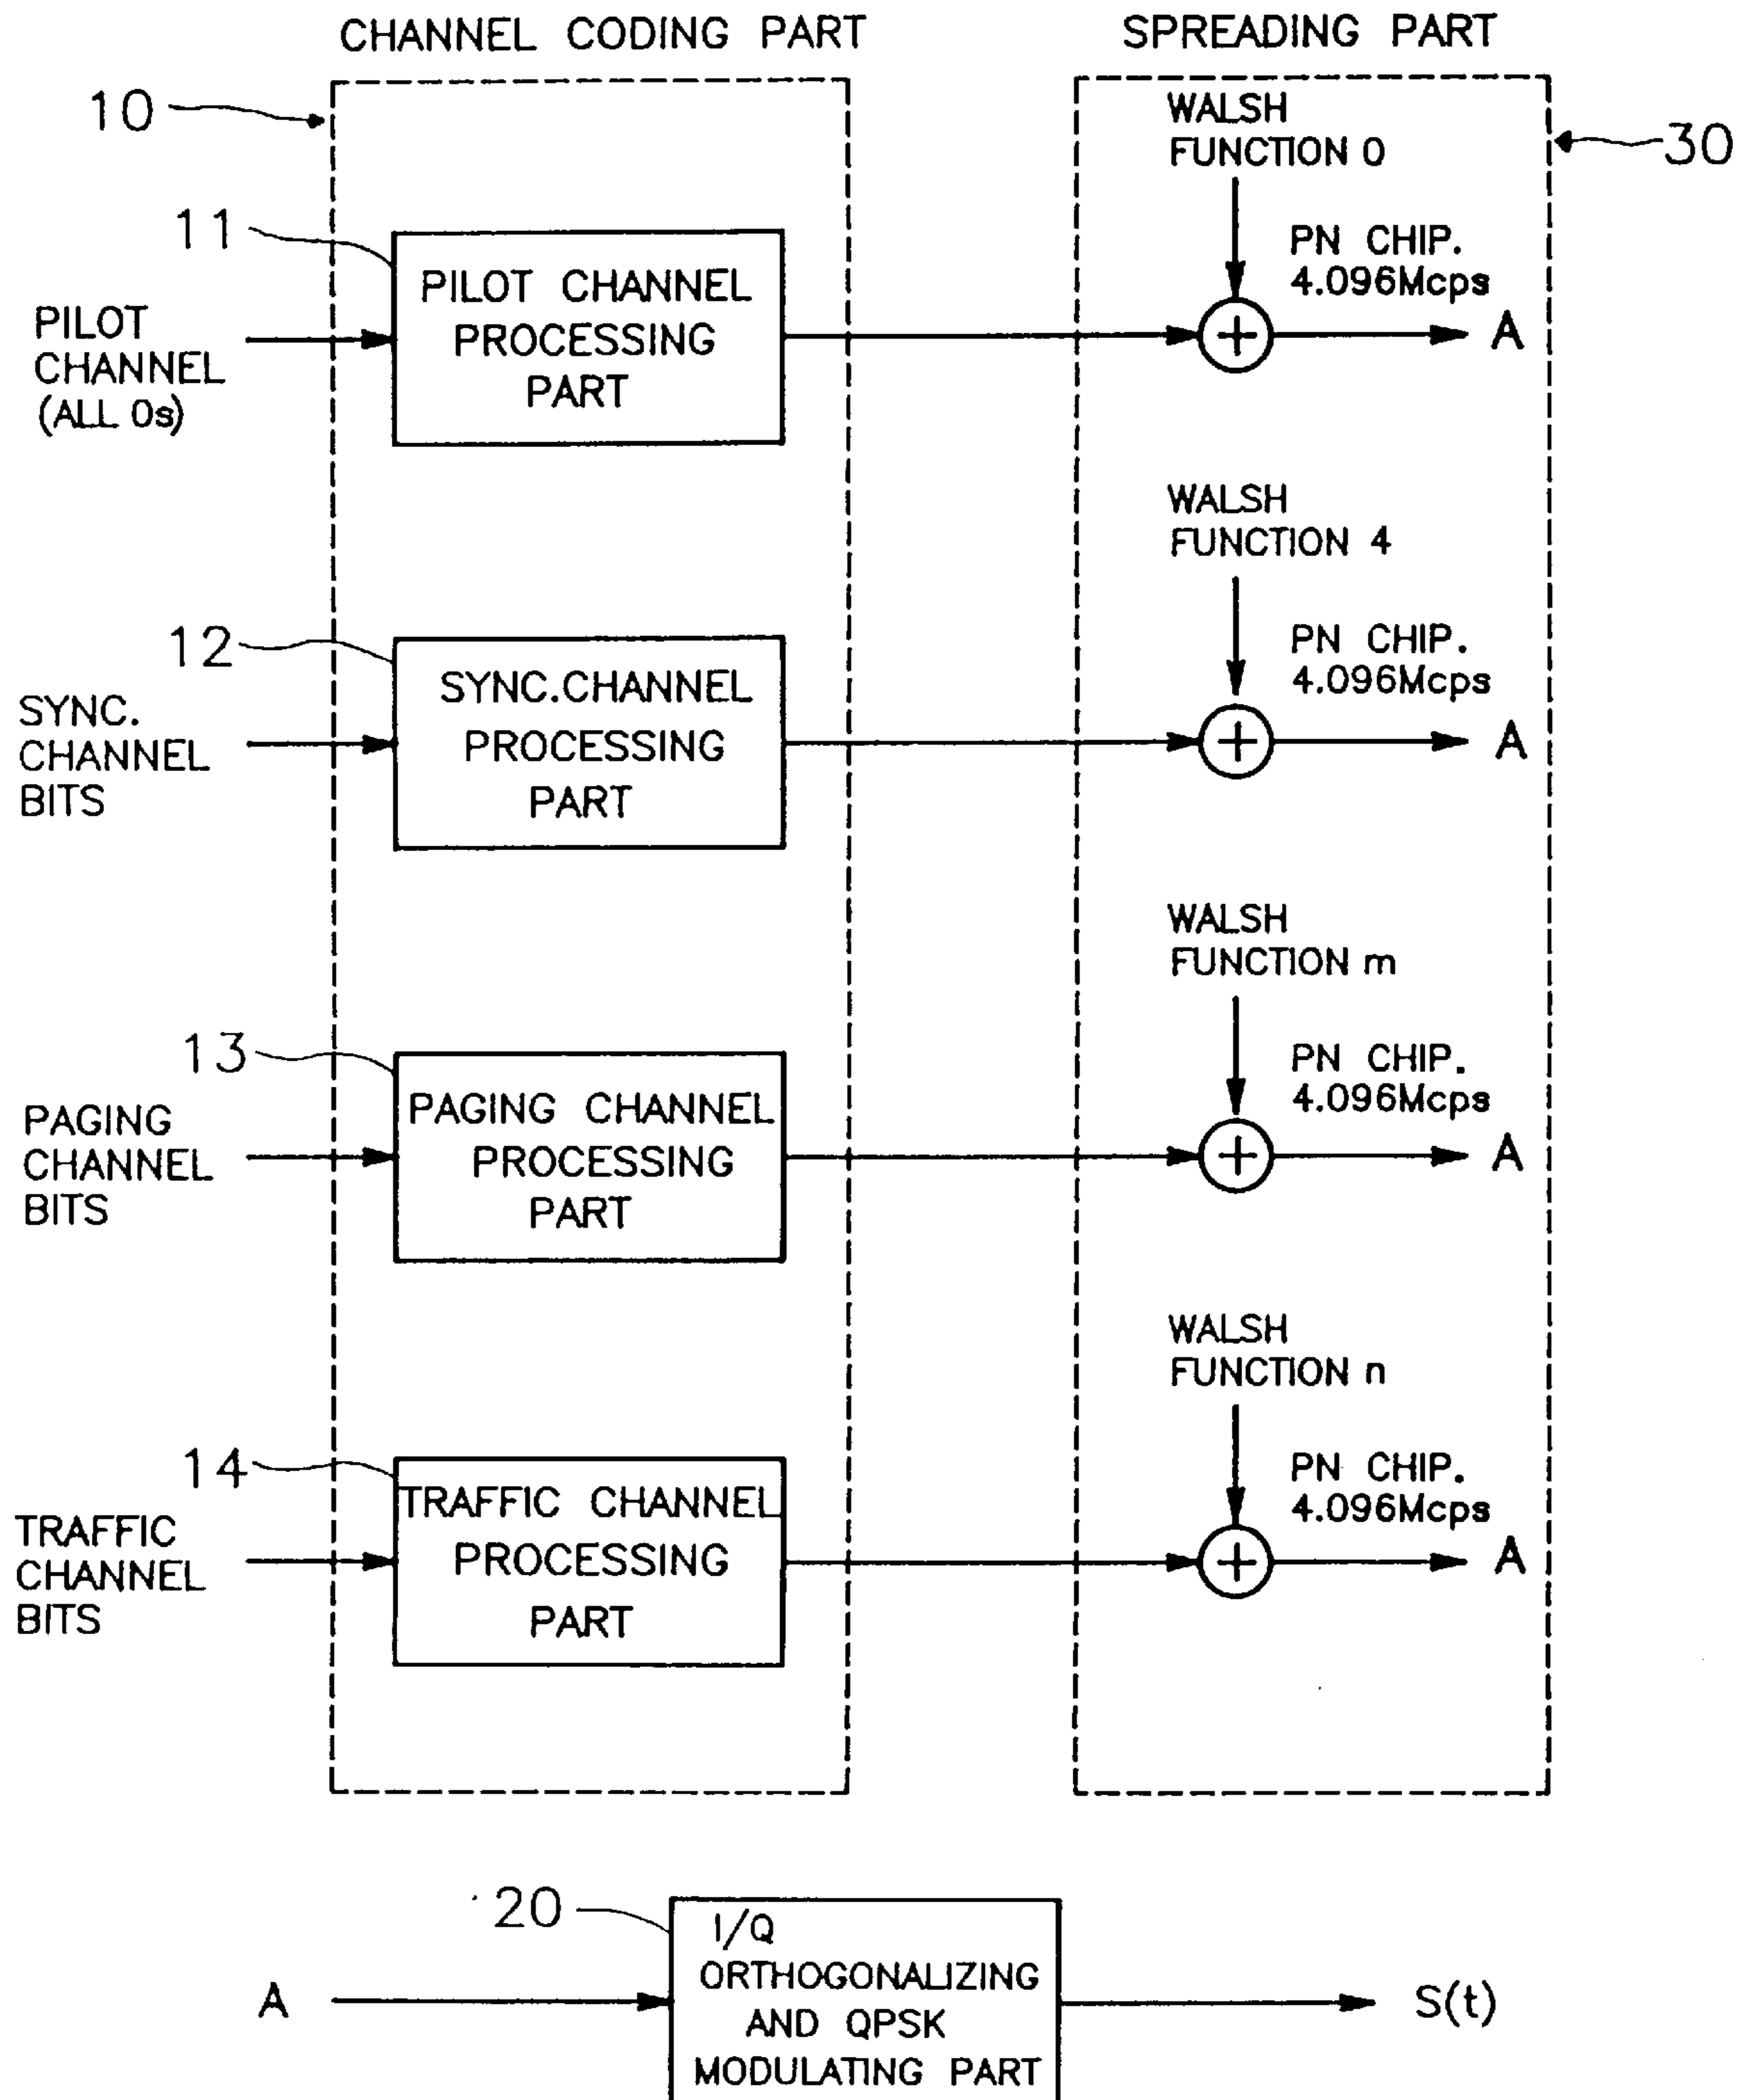 CHANNEL CODING PART
SPREADING PART
10
30
WALSH
FUNCTION 0
11
PILOT CHANNEL
PROCESSING
PART
PN CHIP.
4.096Mcps
PILOT
CHANNEL
(ALL 0s)
A
WALSH
FUNCTION 4
12
SYNC.CHANNEL
PROCESSING
PART
PN CHIP.
4.096Mcps
SYNC.
CHANNEL
BITS
A
WALSH
FUNCTION m
13
PAGING CHANNEL
PROCESSING
PART
PN CHIP.
4.096Mcps
PAGING
CHANNEL
BITS
A
WALSH
FUNCTION n
14
TRAFFIC CHANNEL
PROCESSING
PART
PN CHIP.
4.096Mcps
TRAFFIC
CHANNEL
BITS
A
20
I/Q
ORTHOGONALIZING
AND QPSK
MODULATING PART
A
S(t)